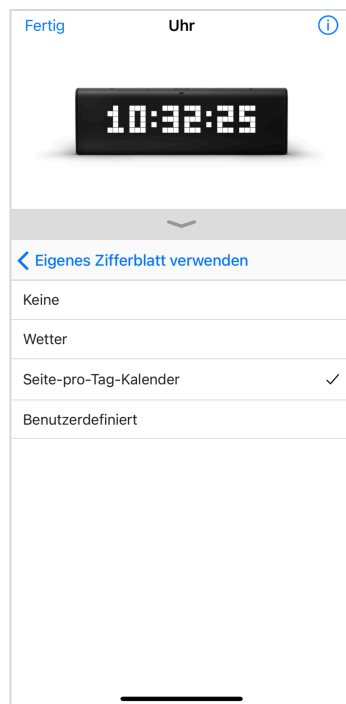 Fertig Uhr
10:32:25
Eigenes Zifferblatt verwenden
Keine
Wetter
Seite-pro-Tag-Kalender
Benutzerdefiniert